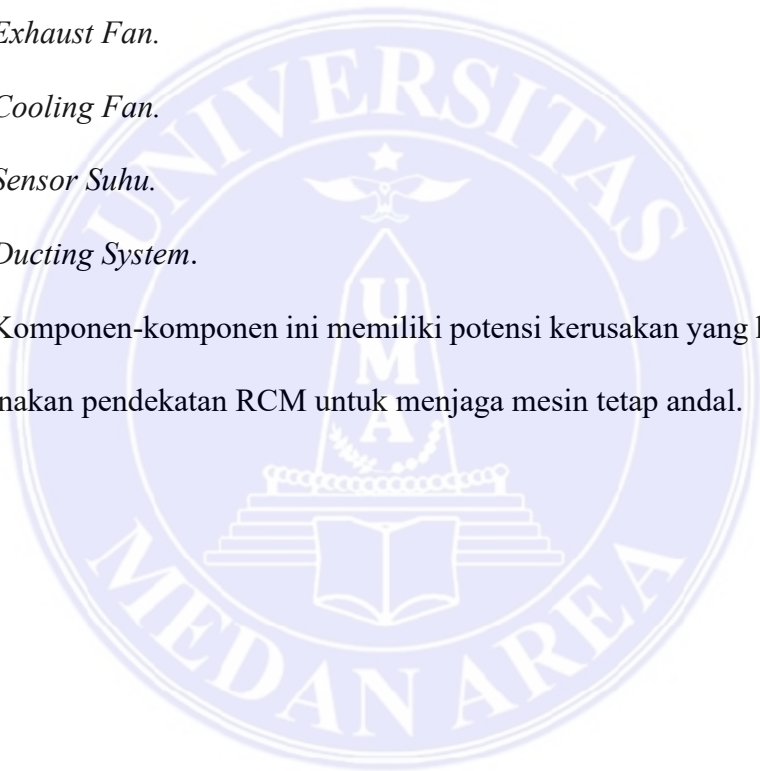 Exhaust Fan.
Cooling Fan.
Sensor Suhu.
Ducting System.
Komponen-komponen ini memiliki potensi kerusakan yang
nakan pendekatan RCM untuk menjaga mesin tetap andal.
UNIVERSITAS
UMA
MEDAN AREA